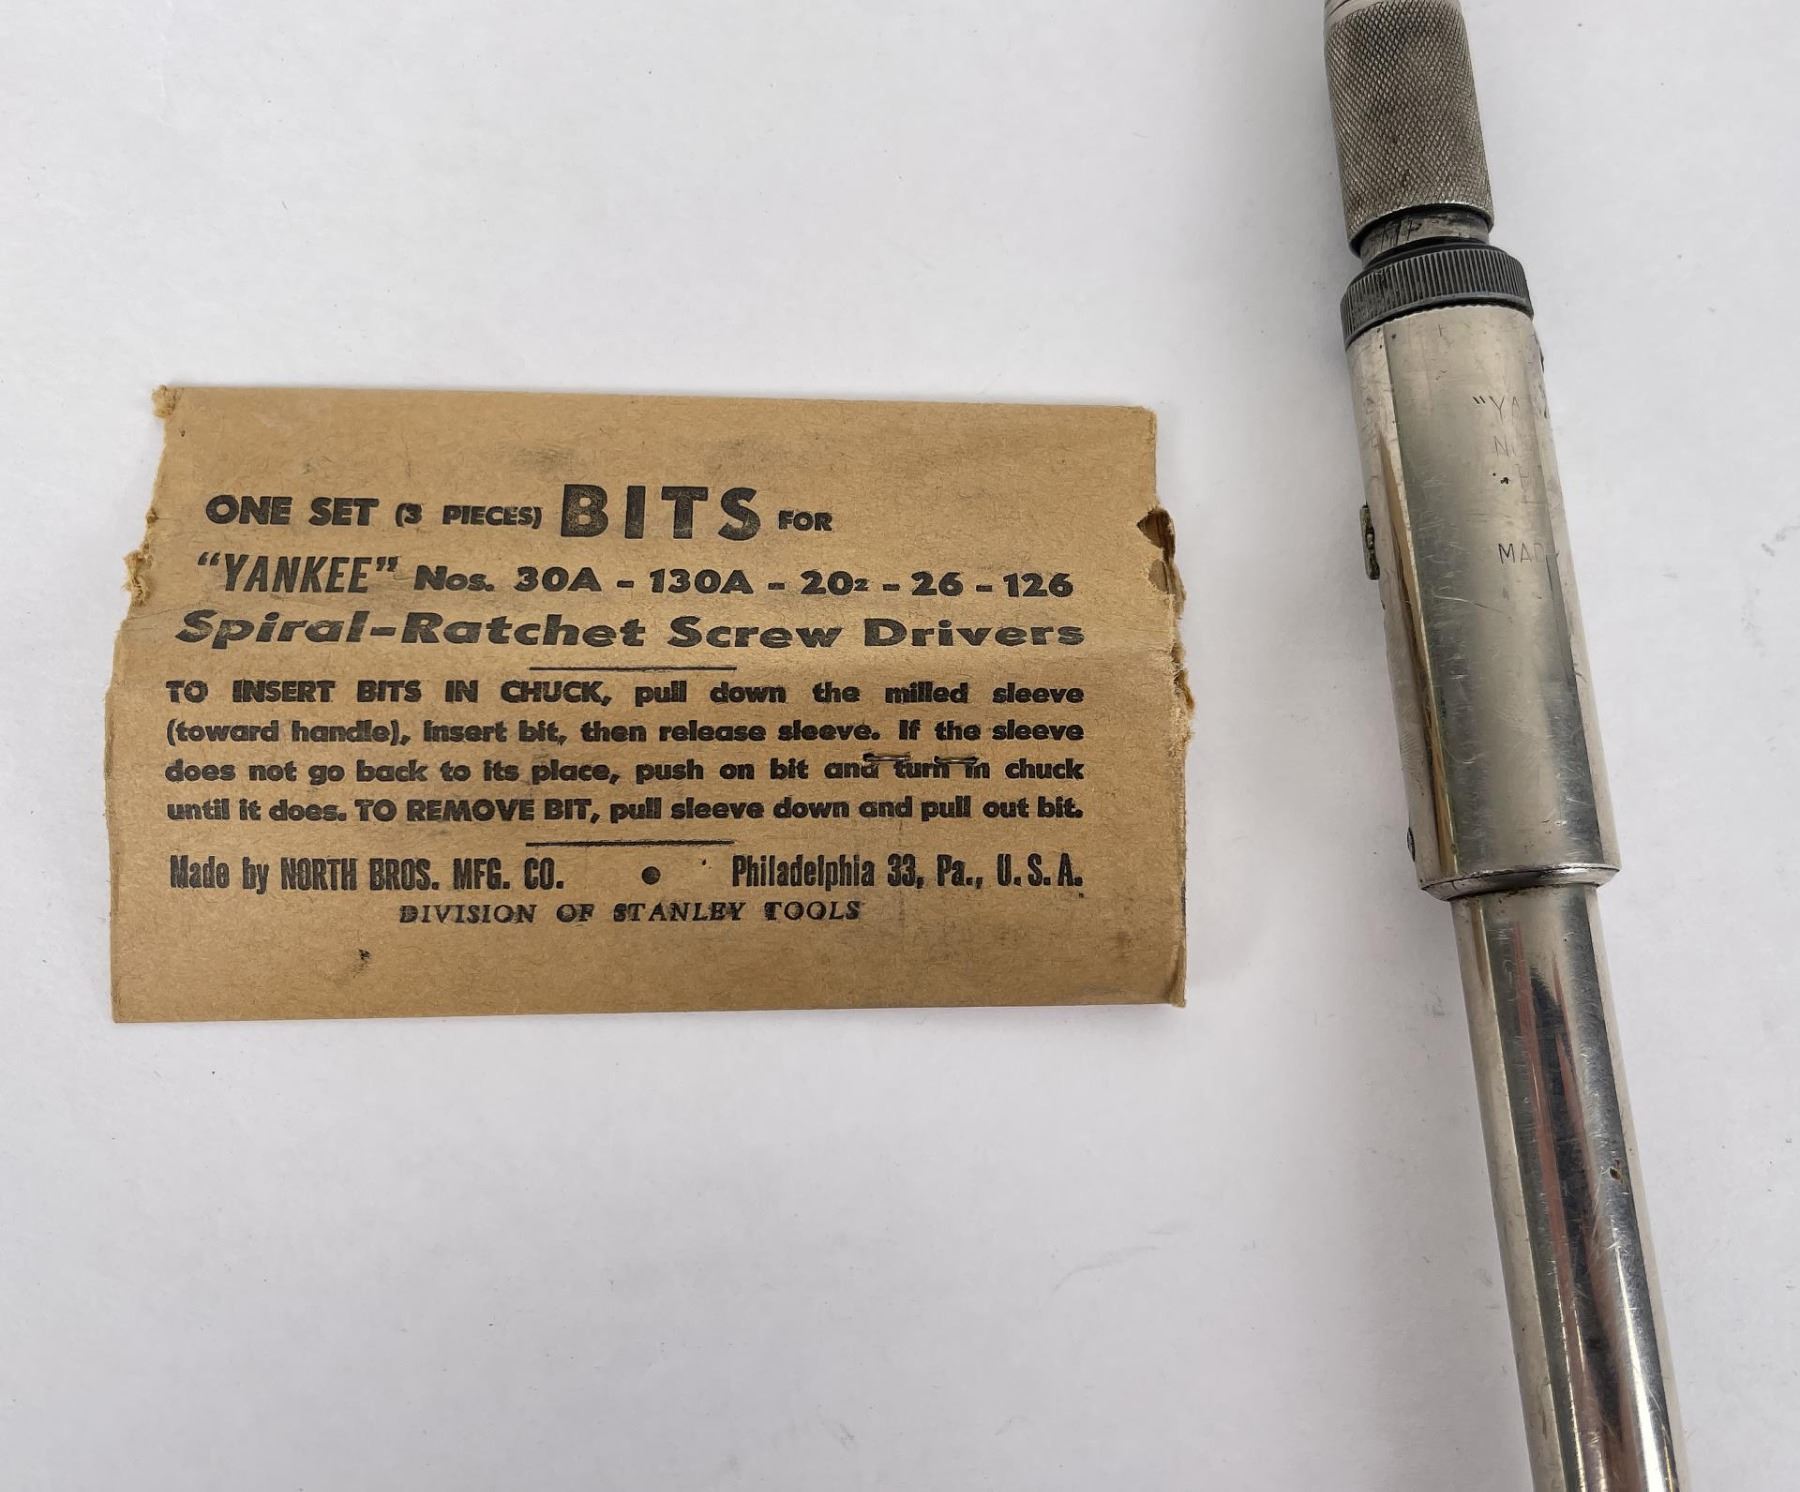 ONE SET (3 PIECES) BITS FOR
"YANKEE" Nos. 30A - 130A - 20z - 26 - 126
Spiral-Ratchet Screw Drivers
TO INSERT BITS IN CHUCK, pull down the milled sleeve
(toward handle), insert bit, then release sleeve. If the sleeve
does not go back to its place, push on bit and turn in chuck
until it does. TO REMOVE BIT, pull sleeve down and pull out bit.
Made by NORTH BROS. MFG. CO. • Philadelphia 33, Pa., U.S.A.
DIVISION OF STANLEY TOOLS